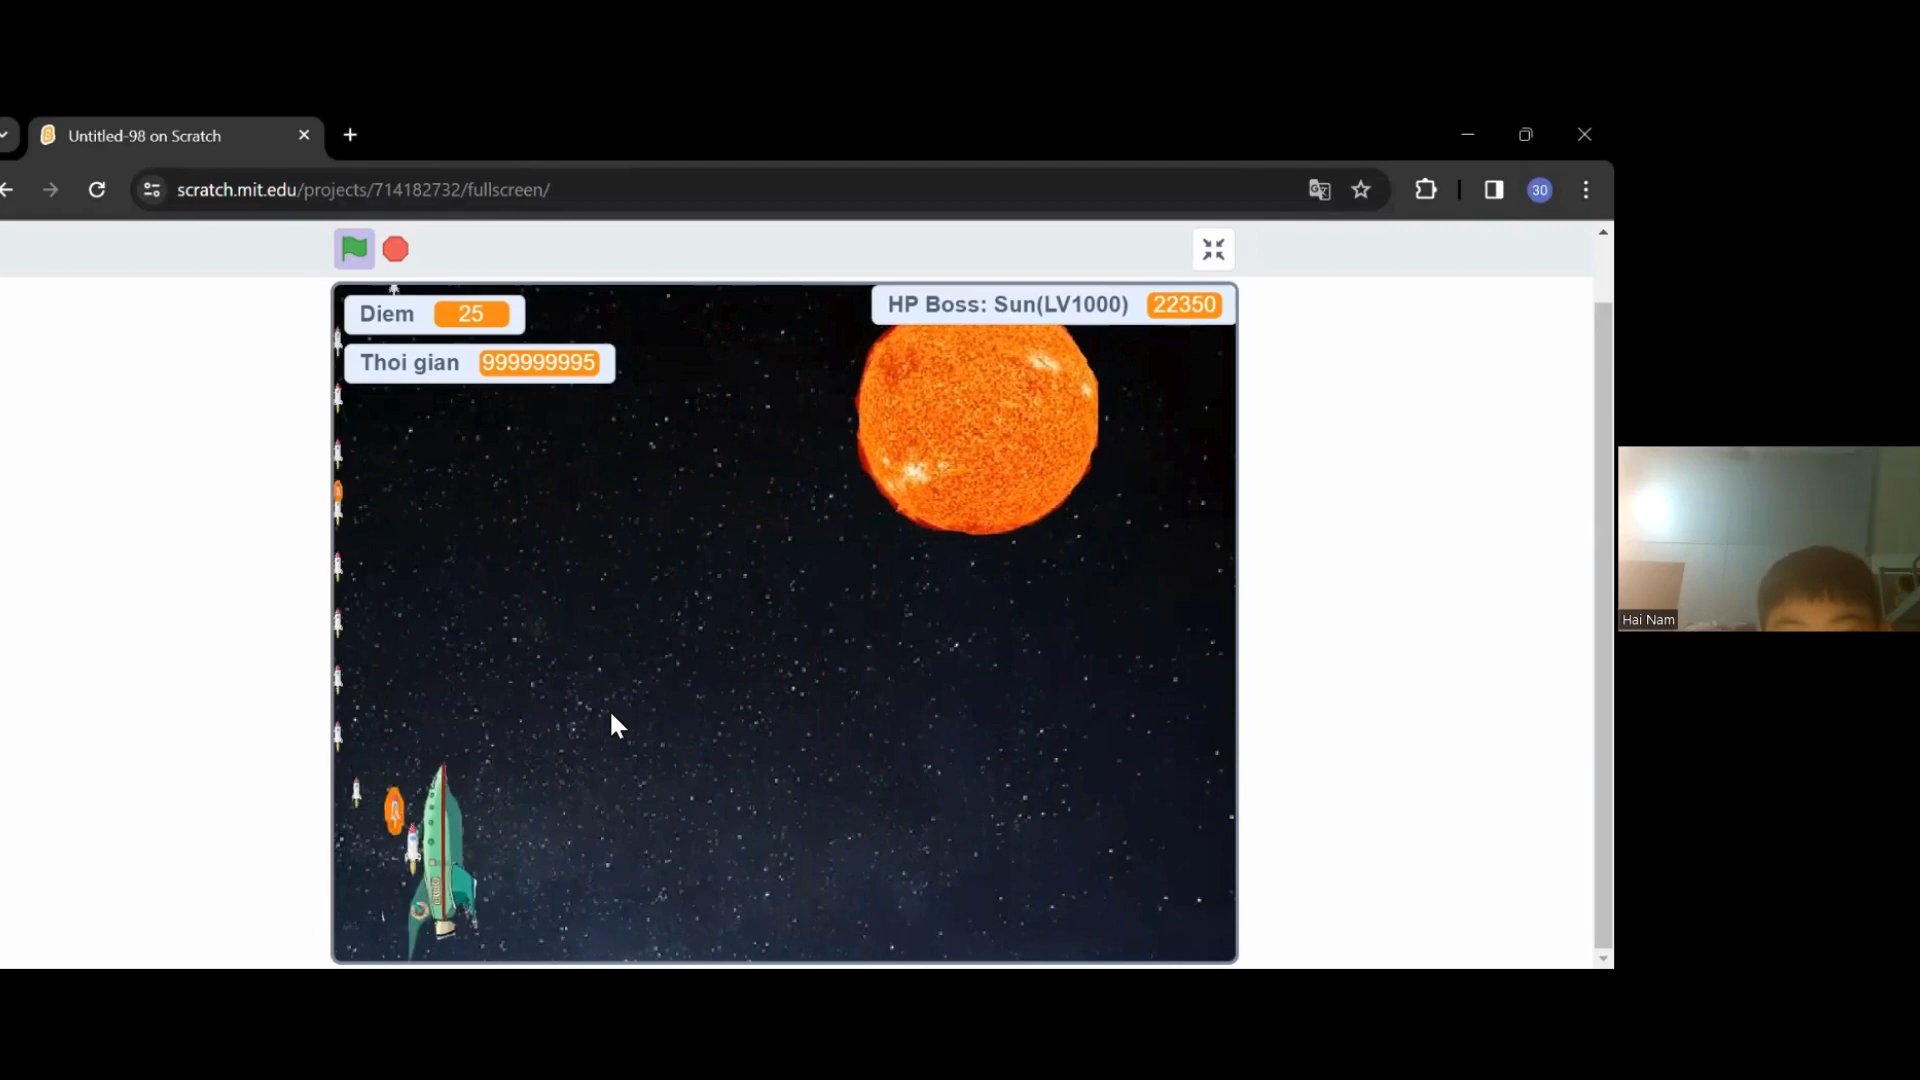 Untitled-98 on Scratch
scratch.mit.edu/projects/714182732/fullscreen/
30
Diem 25
HP Boss: Sun(LV1000) 22350
Thoi gian 999999995
Hai Nam